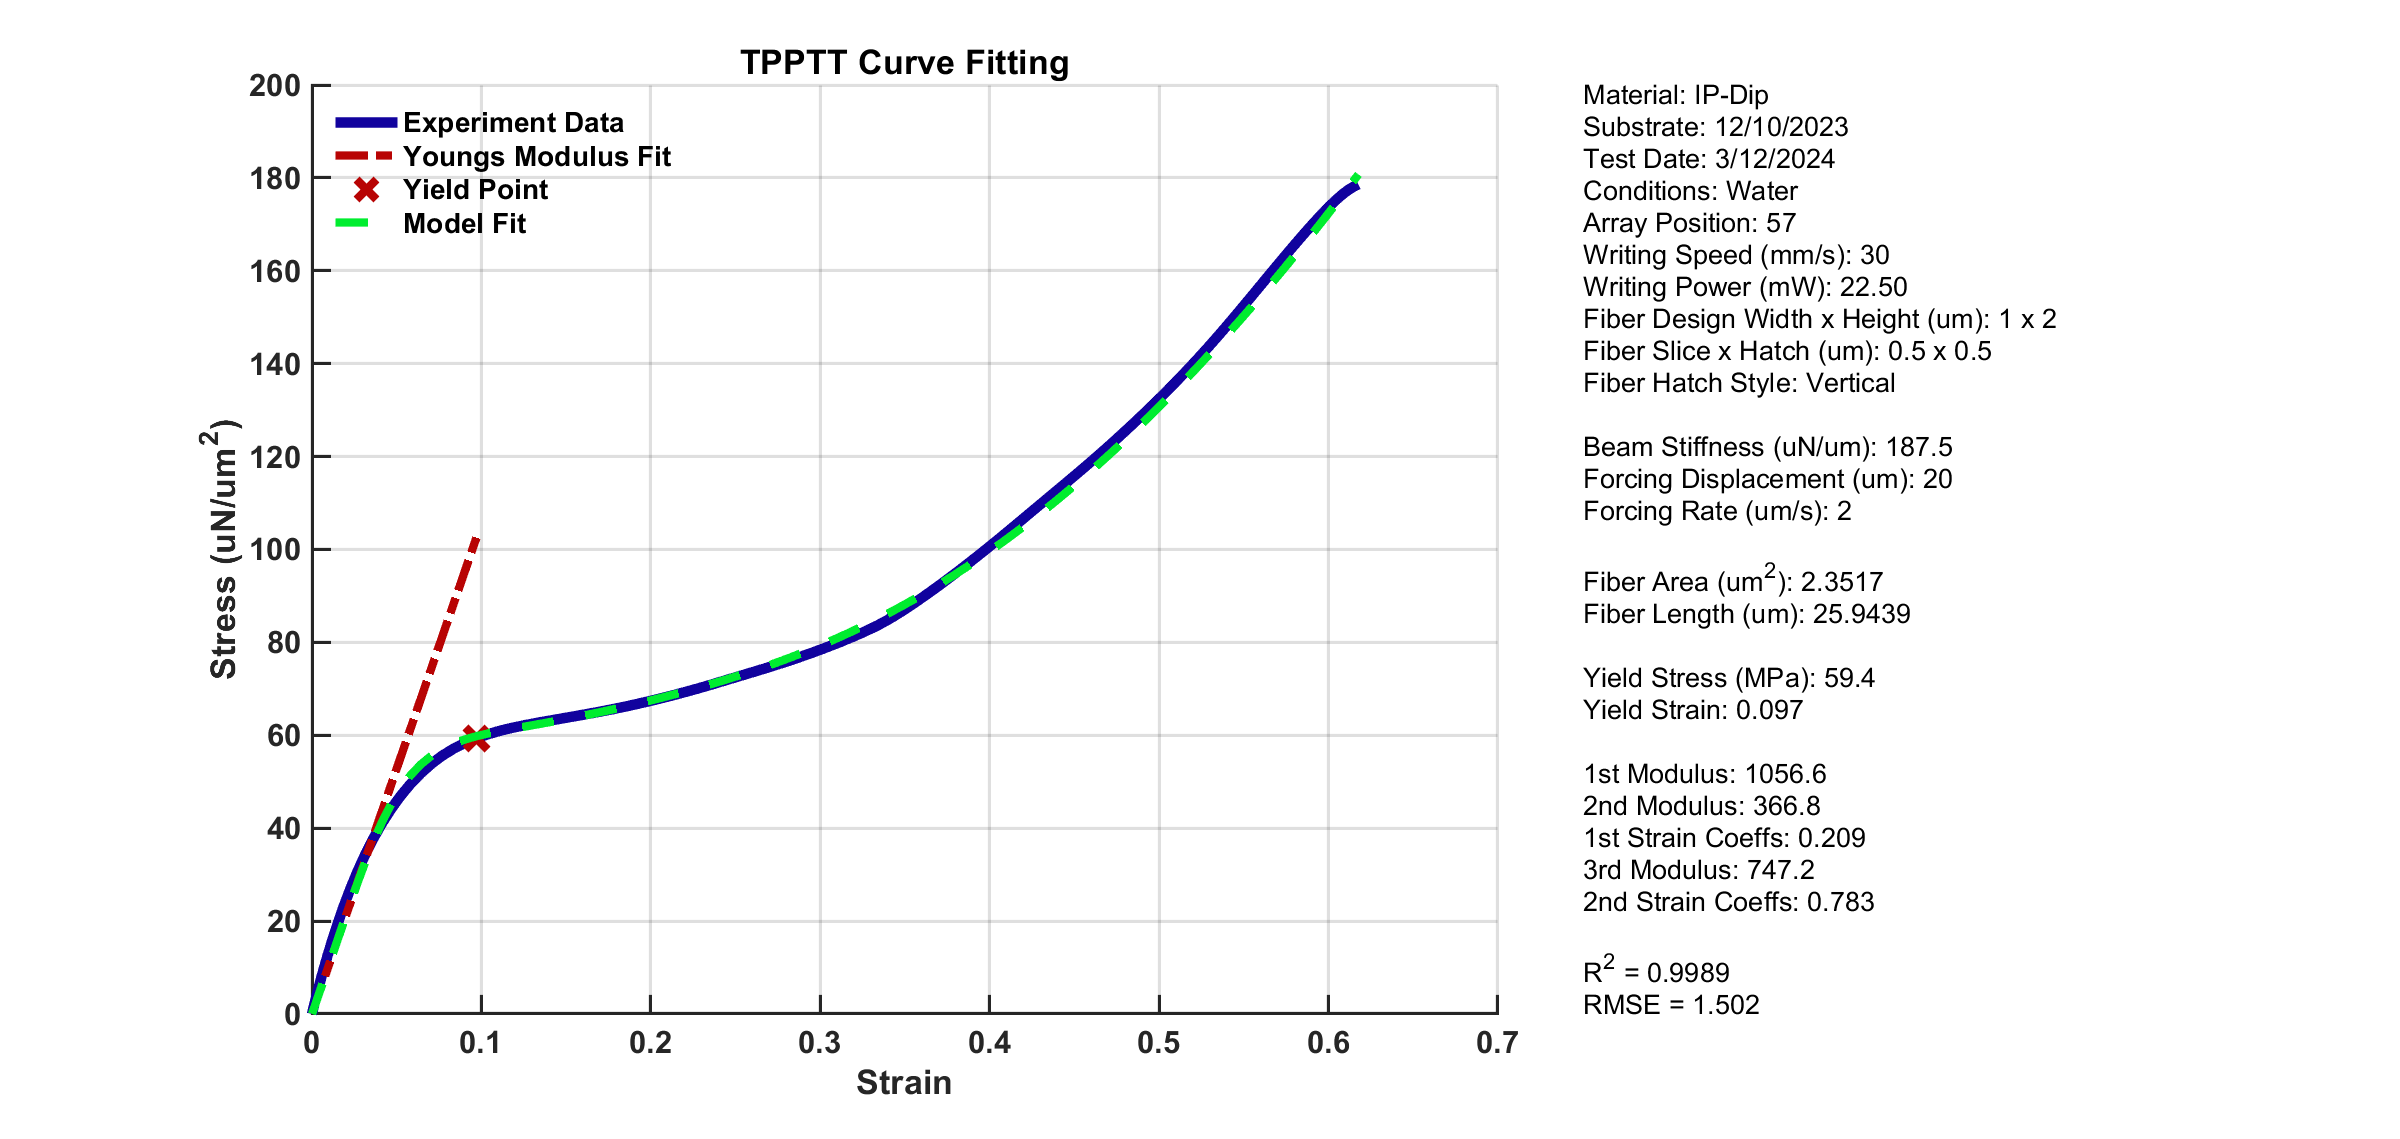 TPPTT Curve Fitting
200
180
160
140
120
100
80
60
40
20
0
Stress (uN/um²)
Experiment Data
Youngs Modulus Fit
Yield Point
Model Fit
0 0.1 0.2 0.3 0.4 0.5 0.6 0.7
Strain
Material: IP-Dip
Substrate: 12/10/2023
Test Date: 3/12/2024
Conditions: Water
Array Position: 57
Writing Speed (mm/s): 30
Writing Power (mW): 22.50
Fiber Design Width x Height (um): 1 x 2
Fiber Slice x Hatch (um): 0.5 x 0.5
Fiber Hatch Style: Vertical
Beam Stiffness (uN/um): 187.5
Forcing Displacement (um): 20
Forcing Rate (um/s): 2
Fiber Area (um²): 2.3517
Fiber Length (um): 25.9439
Yield Stress (MPa): 59.4
Yield Strain: 0.097
1st Modulus: 1056.6
2nd Modulus: 366.8
1st Strain Coeffs: 0.209
3rd Modulus: 747.2
2nd Strain Coeffs: 0.783
R² = 0.9989
RMSE = 1.502